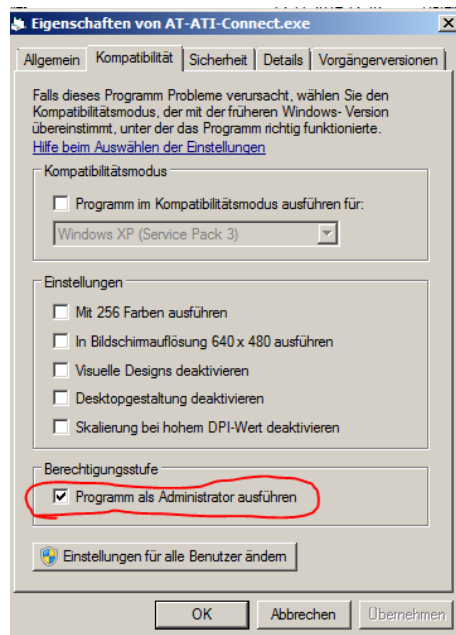 Eigenschaften von AT-ATI-Connect.exe
Allgemein Kompatibilität Sicherheit Details Vorgängerversionen
Falls dieses Programm Probleme verursacht, wählen Sie den
Kompatibilitätsmodus, der mit der früheren Windows- Version
übereinstimmt, unter der das Programm richtig funktionierte.
Hilfe beim Auswählen der Einstellungen
Kompatibilitätsmodus
Programm im Kompatibilitätsmodus ausführen für:
Windows XP (Service Pack 3)
Einstellungen
Mit 256 Farben ausführen
In Bildschirmauflösung 640 x 480 ausführen
Visuelle Designs deaktivieren
Desktopgestaltung deaktivieren
Skalierung bei hohem DPI-Wert deaktivieren
Berechtigungsstufe
Programm als Administrator ausführen
Einstellungen für alle Benutzer ändern
OK Abbrechen Übernehmen